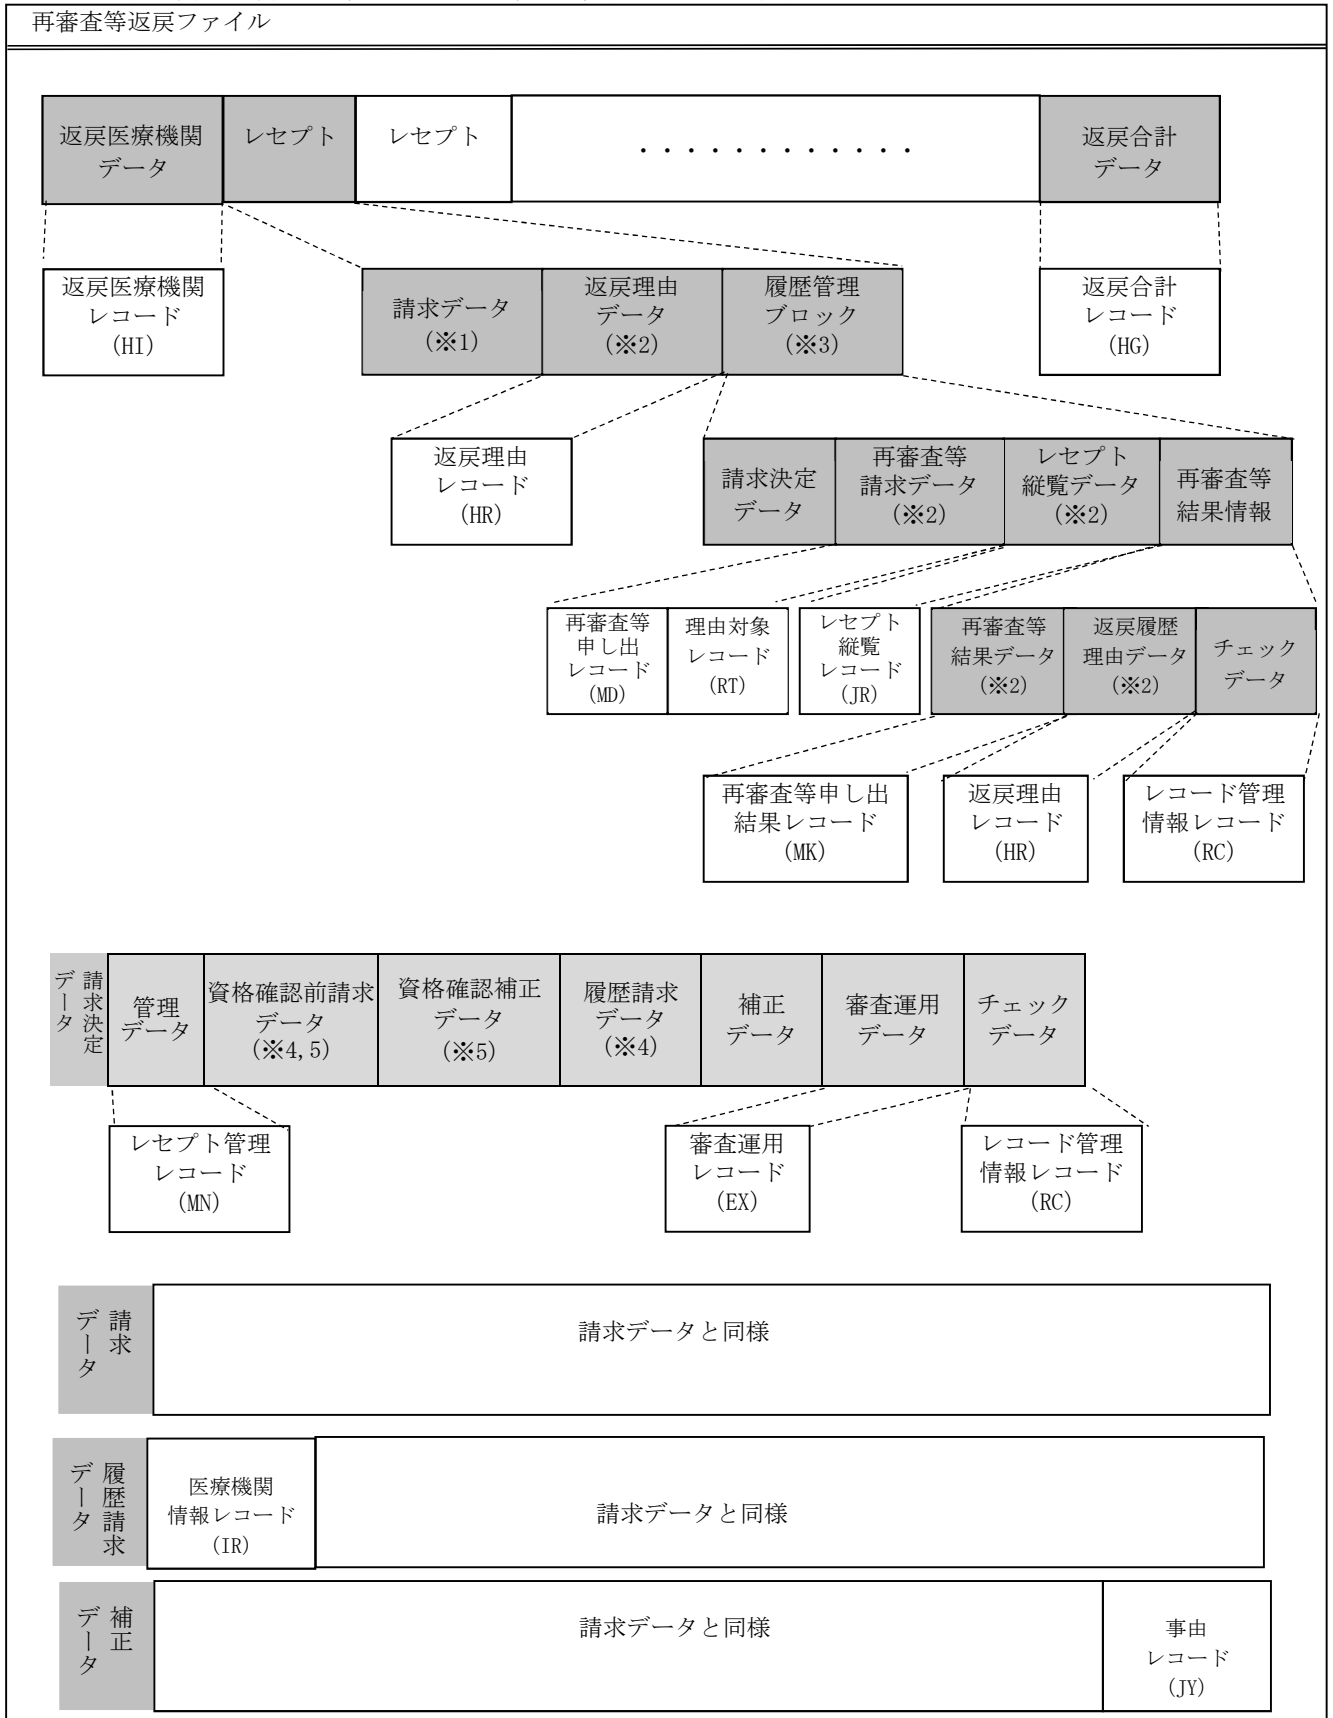 再審査等返戻ファイル
返戻医療機関
データ
レセプト
レセプト
・・・・・・・・・・・・
返戻合計
データ
返戻医療機関
レコード
(HI)
請求データ
(※1)
返戻理由
データ
(※2)
履歴管理
ブロック
(※3)
返戻合計
レコード
(HG)
返戻理由
レコード
(HR)
請求決定
データ
再審査等
請求データ
(※2)
レセプト
縦覧データ
(※2)
再審査等
結果情報
再審査等
申し出
レコード
(MD)
理由対象
レコード
(RT)
レセプト
縦覧
レコード
(JR)
再審査等
結果データ
(※2)
返戻履歴
理由データ
(※2)
チェック
データ
再審査等申し出
結果レコード
(MK)
返戻理由
レコード
(HR)
レコード管理
情報レコード
(RC)
請求決定
データ
管理
データ
資格確認前請求
データ
(※4,5)
資格確認補正
データ
(※5)
履歴請求
データ
(※4)
補正
データ
審査運用
データ
チェック
データ
レセプト管理
レコード
(MN)
審査運用
レコード
(EX)
レコード管理
情報レコード
(RC)
請求
データ
請求データと同様
履歴請求
データ
医療機関
情報レコード
(IR)
請求データと同様
補正
データ
請求データと同様
事由
レコード
(JY)